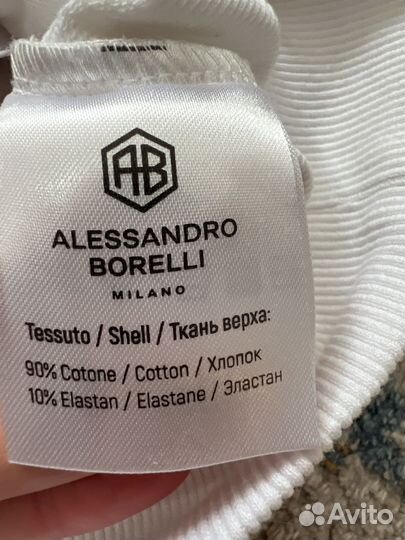 AB
ALESSANDRO
BORELLI
MILANO
Tessuto / Shell / Ткань верха:
90% Cotone / Cotton / Хлопок
10% Elastan / Elastane / Эластан
Avito